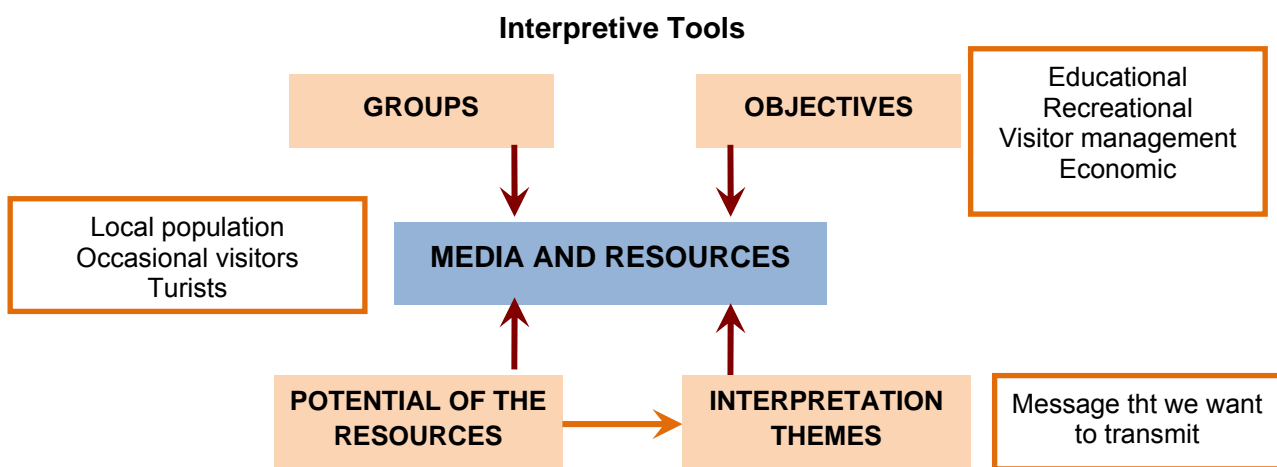 Interpretive Tools
GROUPS
OBJECTIVES
Educational
Recreational
Visitor management
Economic
Local population
Occasional visitors
Turists
MEDIA AND RESOURCES
POTENTIAL OF THE
RESOURCES
INTERPRETATION
THEMES
Message tht we want
to transmit